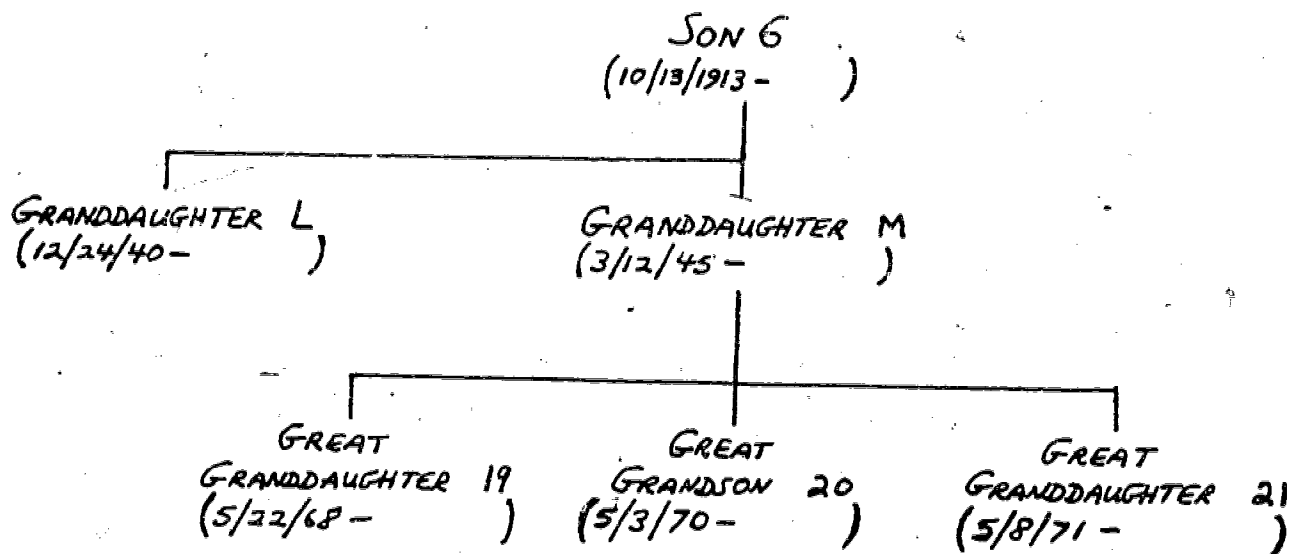 SON 6
(10/13/1913- )
GRANDDAUGHTER L
(12/24/40- )
GRANDDAUGHTER M
(3/12/45- )
GREAT
GRANDDAUGHTER 19
(5/22/68- )
GREAT
GRANDSON 20
(5/3/70- )
GREAT
GRANDDAUGHTER 21
(5/8/71- )